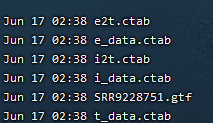 Jun 17 02:38 e2t.ctab
Jun 17 02:38 e_data.ctab
Jun 17 02:38 i2t.ctab
Jun 17 02:38 i_data.ctab
Jun 17 02:38 SRR9228751.gtf
Jun 17 02:38 t_data.ctab